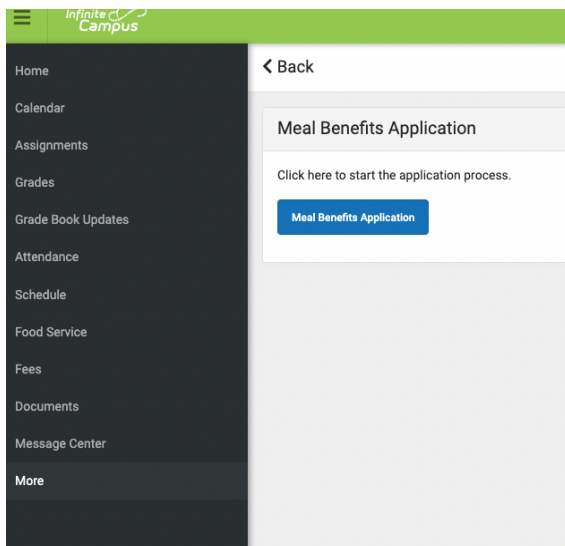 Infinite
Campus
Home
Calendar
Assignments
Grades
Grade Book Updates
Attendance
Schedule
Food Service
Fees
Documents
Message Center
More
Back
Meal Benefits Application
Click here to start the application process.
Meal Benefits Application